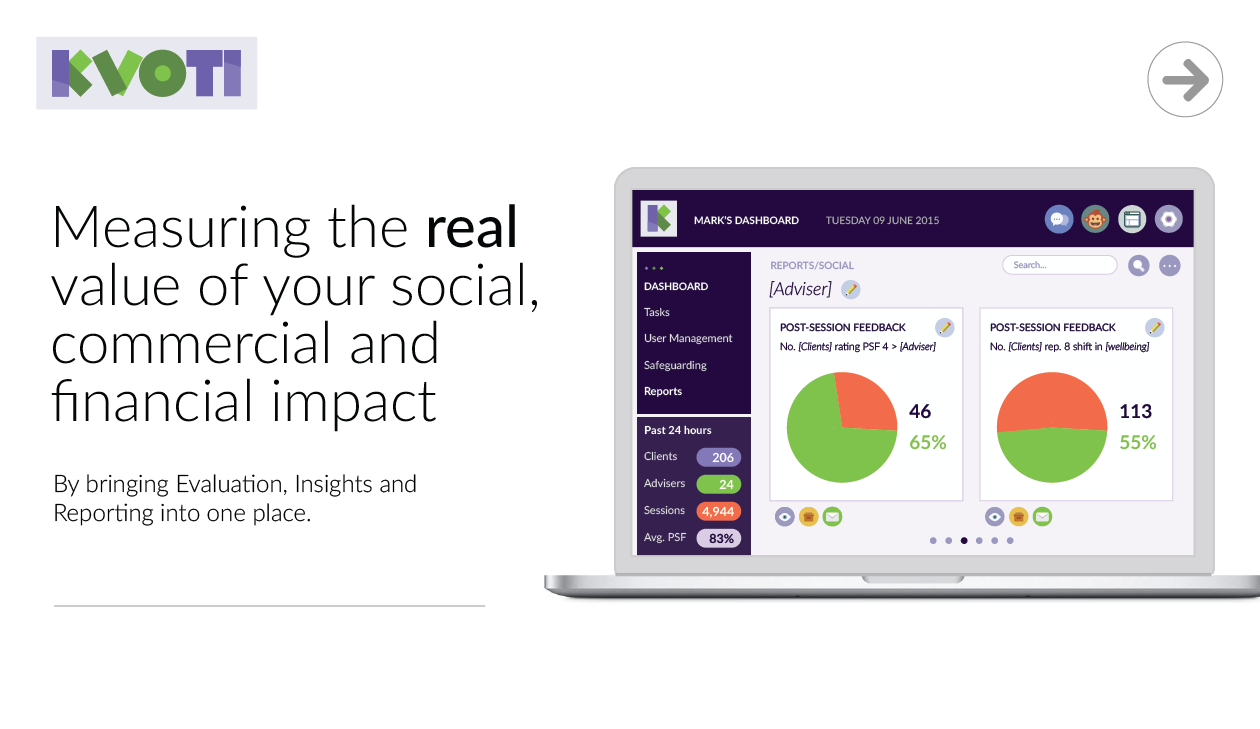 KVOTI
Measuring the real
value of your social,
commercial and
financial impact
By bringing Evaluation, Insights and
Reporting into one place.
K
MARK'S DASHBOARD
TUESDAY 09 JUNE 2015
DASHBOARD
Tasks
User Management
Safeguarding
Reports
Past 24 hours
Clients 206
Advisers 24
Sessions 4,944
Avg. PSF 83%
REPORTS/SOCIAL
Search...
[Adviser]
POST-SESSION FEEDBACK
No. [Clients] rating PSF 4 > [Adviser]
46
65%
POST-SESSION FEEDBACK
No. [Clients] rep. 8 shift in [wellbeing]
113
55%